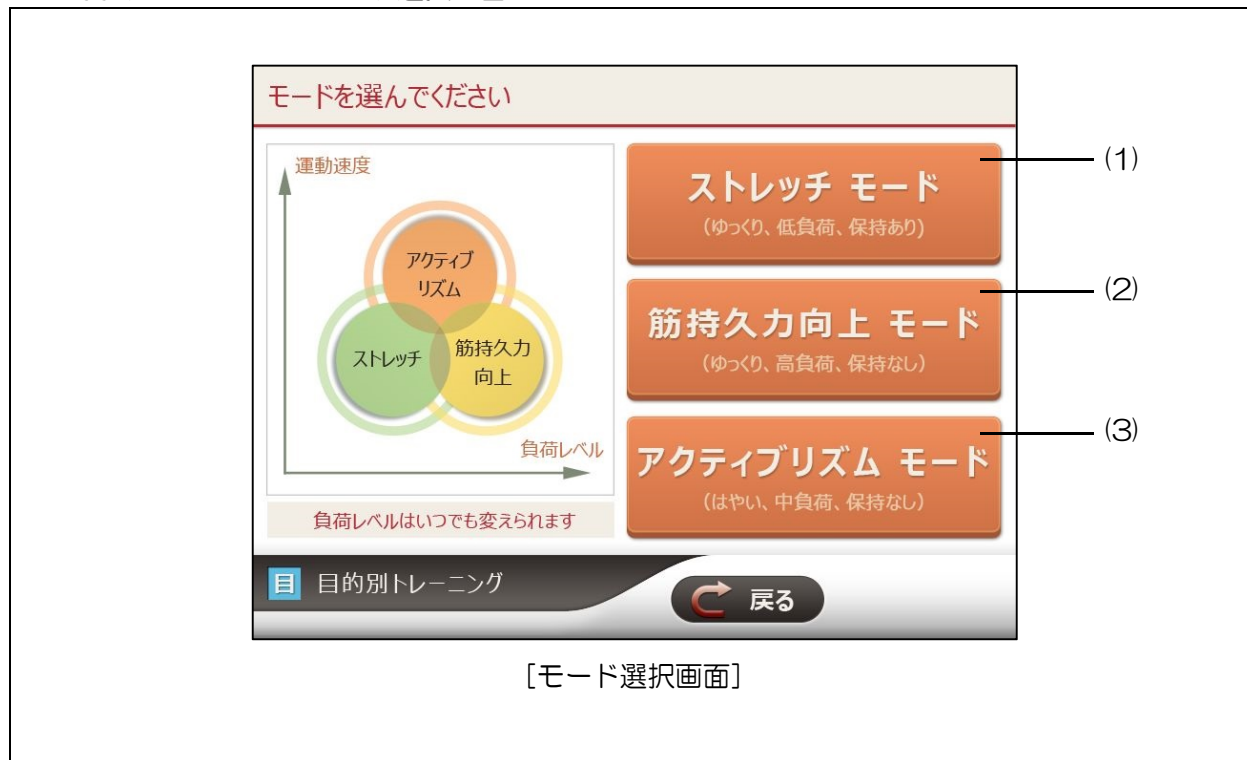 モードを選んでください
運動速度
アクティブ
リズム
ストレッチ
筋持久力
向上
負荷レベル
負荷レベルはいつでも変えられます
ストレッチ モード
(ゆっくり、低負荷、保持あり)
(1)
筋持久力向上 モード
(ゆっくり、高負荷、保持なし)
(2)
アクティブリズム モード
(はやい、中負荷、保持なし)
(3)
目 目的別トレーニング
戻る
[モード選択画面]